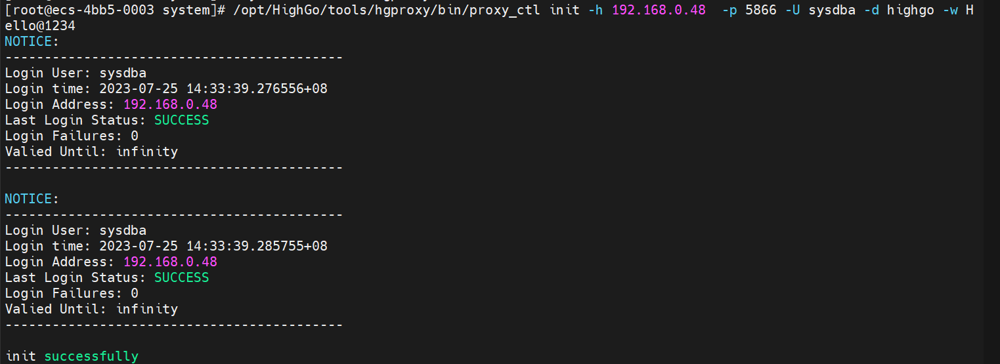 [root@ecs-4bb5-0003 system]# /opt/HighGo/tools/hgproxy/bin/proxy_ctl init -h 192.168.0.48  -p 5866 -U sysdba -d highgo -w H
ello@1234
NOTICE:
-------------------------------------------
Login User: sysdba
Login time: 2023-07-25 14:33:39.276556+08
Login Address: 192.168.0.48
Last Login Status: SUCCESS
Login Failures: 0
Valied Until: infinity
-------------------------------------------
NOTICE:
-------------------------------------------
Login User: sysdba
Login time: 2023-07-25 14:33:39.285755+08
Login Address: 192.168.0.48
Last Login Status: SUCCESS
Login Failures: 0
Valied Until: infinity
-------------------------------------------
init successfully